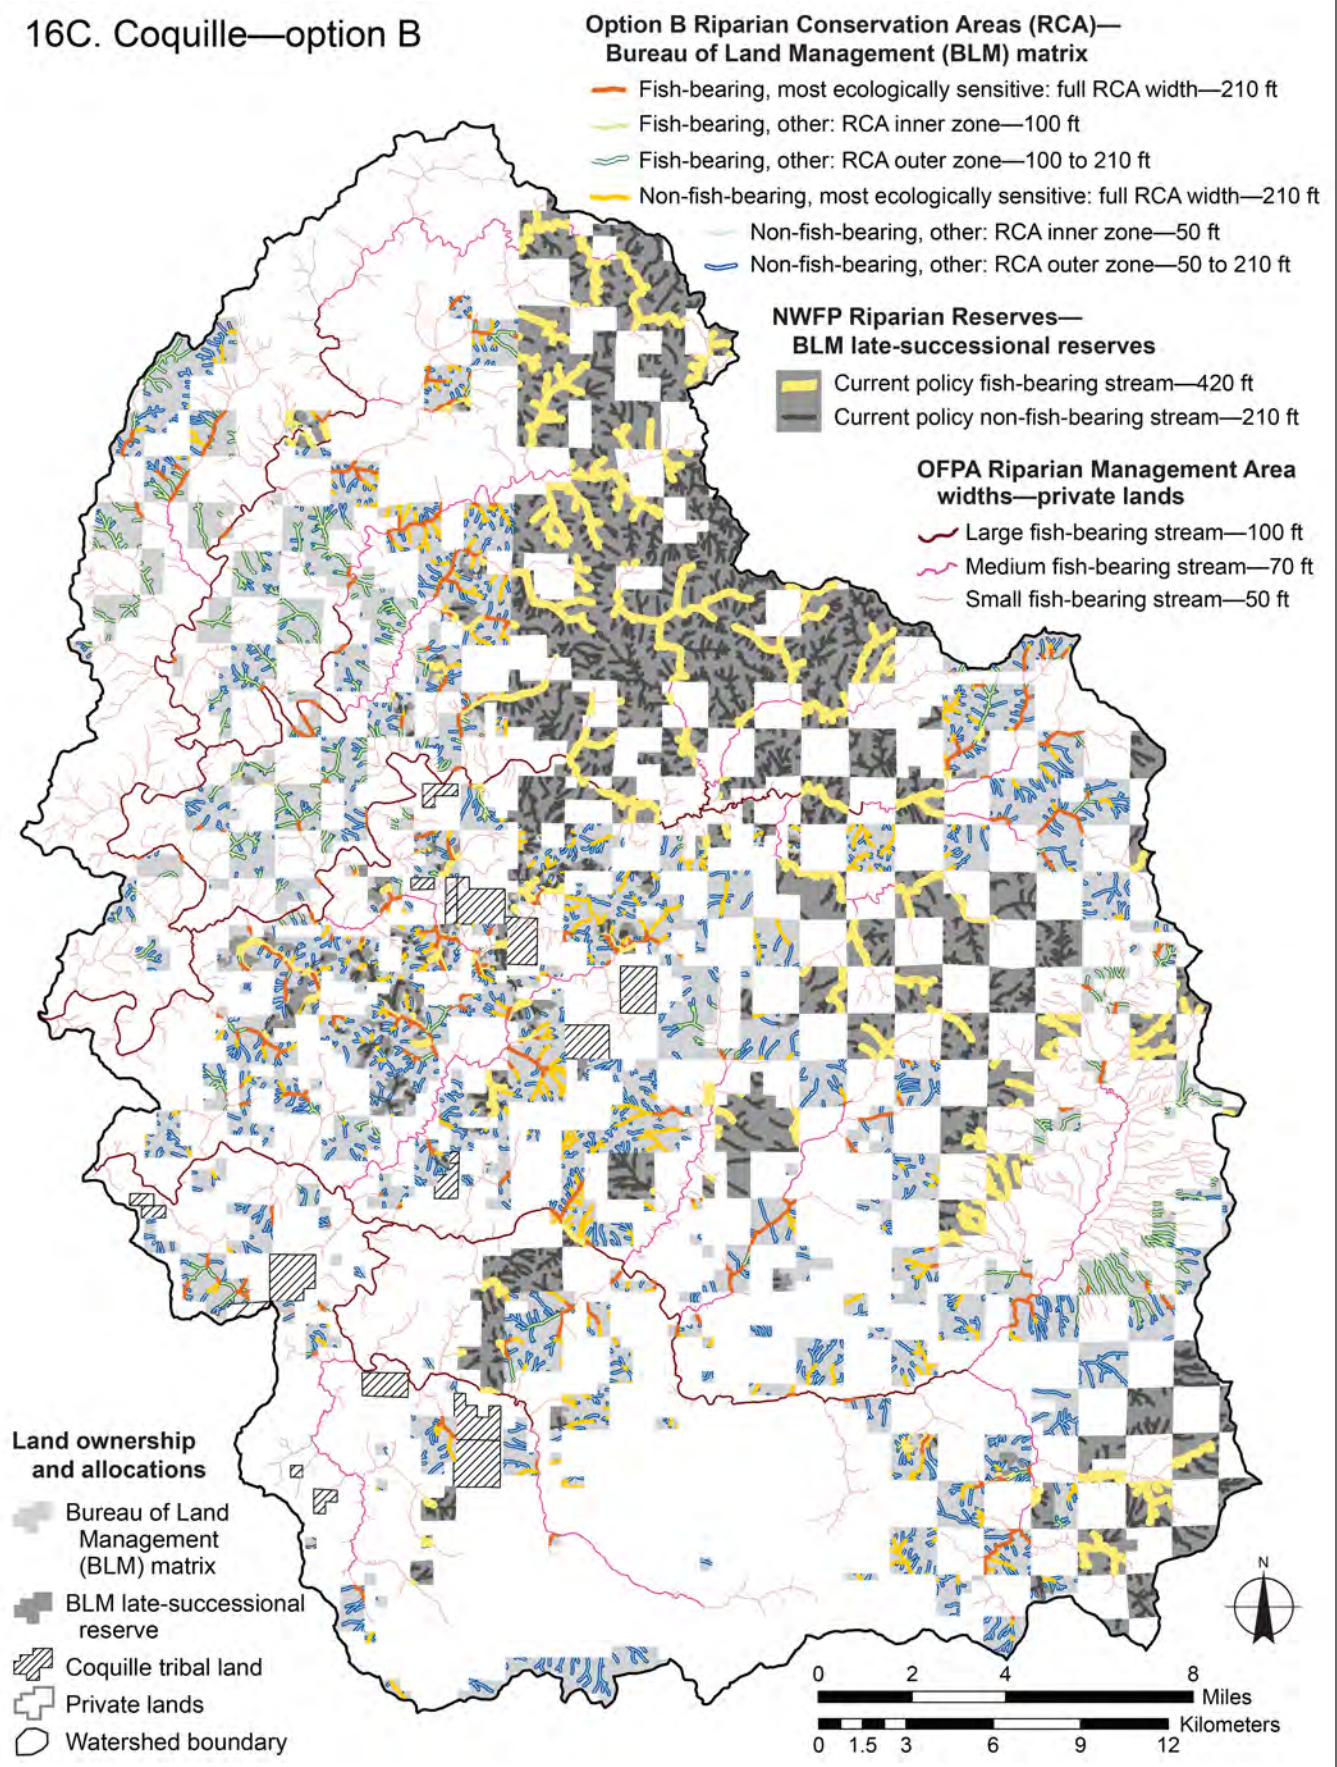 16C. Coquille—option B
Option B Riparian Conservation Areas (RCA)—
Bureau of Land Management (BLM) matrix
Fish-bearing, most ecologically sensitive: full RCA width—210 ft
Fish-bearing, other: RCA inner zone—100 ft
Fish-bearing, other: RCA outer zone—100 to 210 ft
Non-fish-bearing, most ecologically sensitive: full RCA width—210 ft
Non-fish-bearing, other: RCA inner zone—50 ft
Non-fish-bearing, other: RCA outer zone—50 to 210 ft
NWFP Riparian Reserves—
BLM late-successional reserves
Current policy fish-bearing stream—420 ft
Current policy non-fish-bearing stream—210 ft
OFPA Riparian Management Area
widths—private lands
Large fish-bearing stream—100 ft
Medium fish-bearing stream—70 ft
Small fish-bearing stream—50 ft
Land ownership
and allocations
Bureau of Land
Management
(BLM) matrix
BLM late-successional
reserve
Coquille tribal land
Private lands
Watershed boundary
N
0 2 4 8
Miles
Kilometers
0 1.5 3 6 9 12